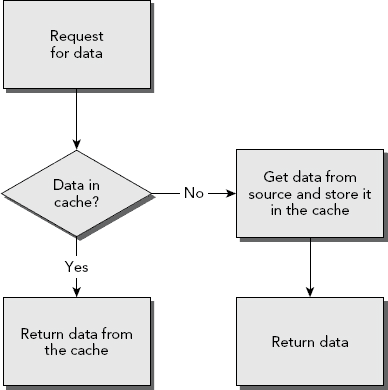 Request
for data
Data in
cache?
No
Get data from
source and store it
in the cache
Yes
Return data from
the cache
Return data